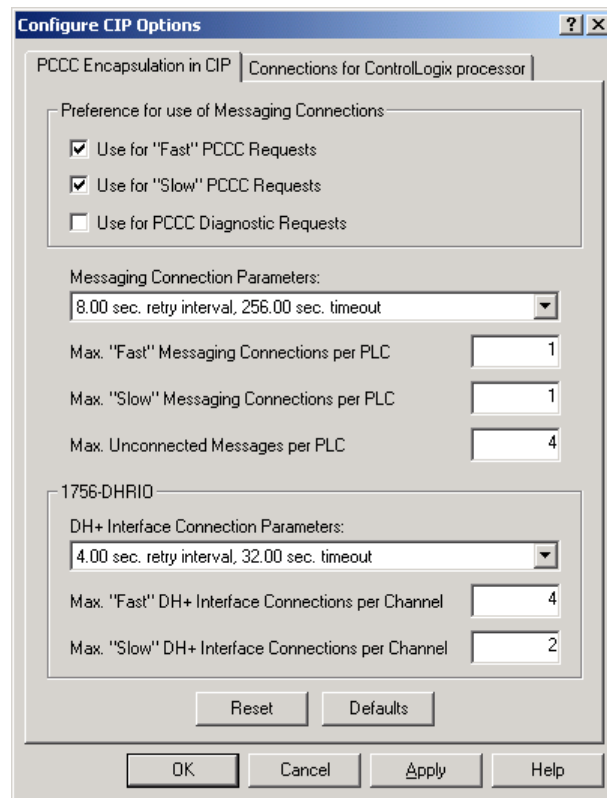 Configure CIP Options
PCCC Encapsulation in CIP
Connections for ControlLogix processor
Preference for use of Messaging Connections
Use for "Fast" PCCC Requests
Use for "Slow" PCCC Requests
Use for PCCC Diagnostic Requests
Messaging Connection Parameters:
8.00 sec. retry interval, 256.00 sec. timeout
Max. "Fast" Messaging Connections per PLC 1
Max. "Slow" Messaging Connections per PLC 1
Max. Unconnected Messages per PLC 4
1756-DHRIO
DH+ Interface Connection Parameters:
4.00 sec. retry interval, 32.00 sec. timeout
Max. "Fast" DH+ Interface Connections per Channel 4
Max. "Slow" DH+ Interface Connections per Channel 2
Reset Defaults
OK Cancel Apply Help